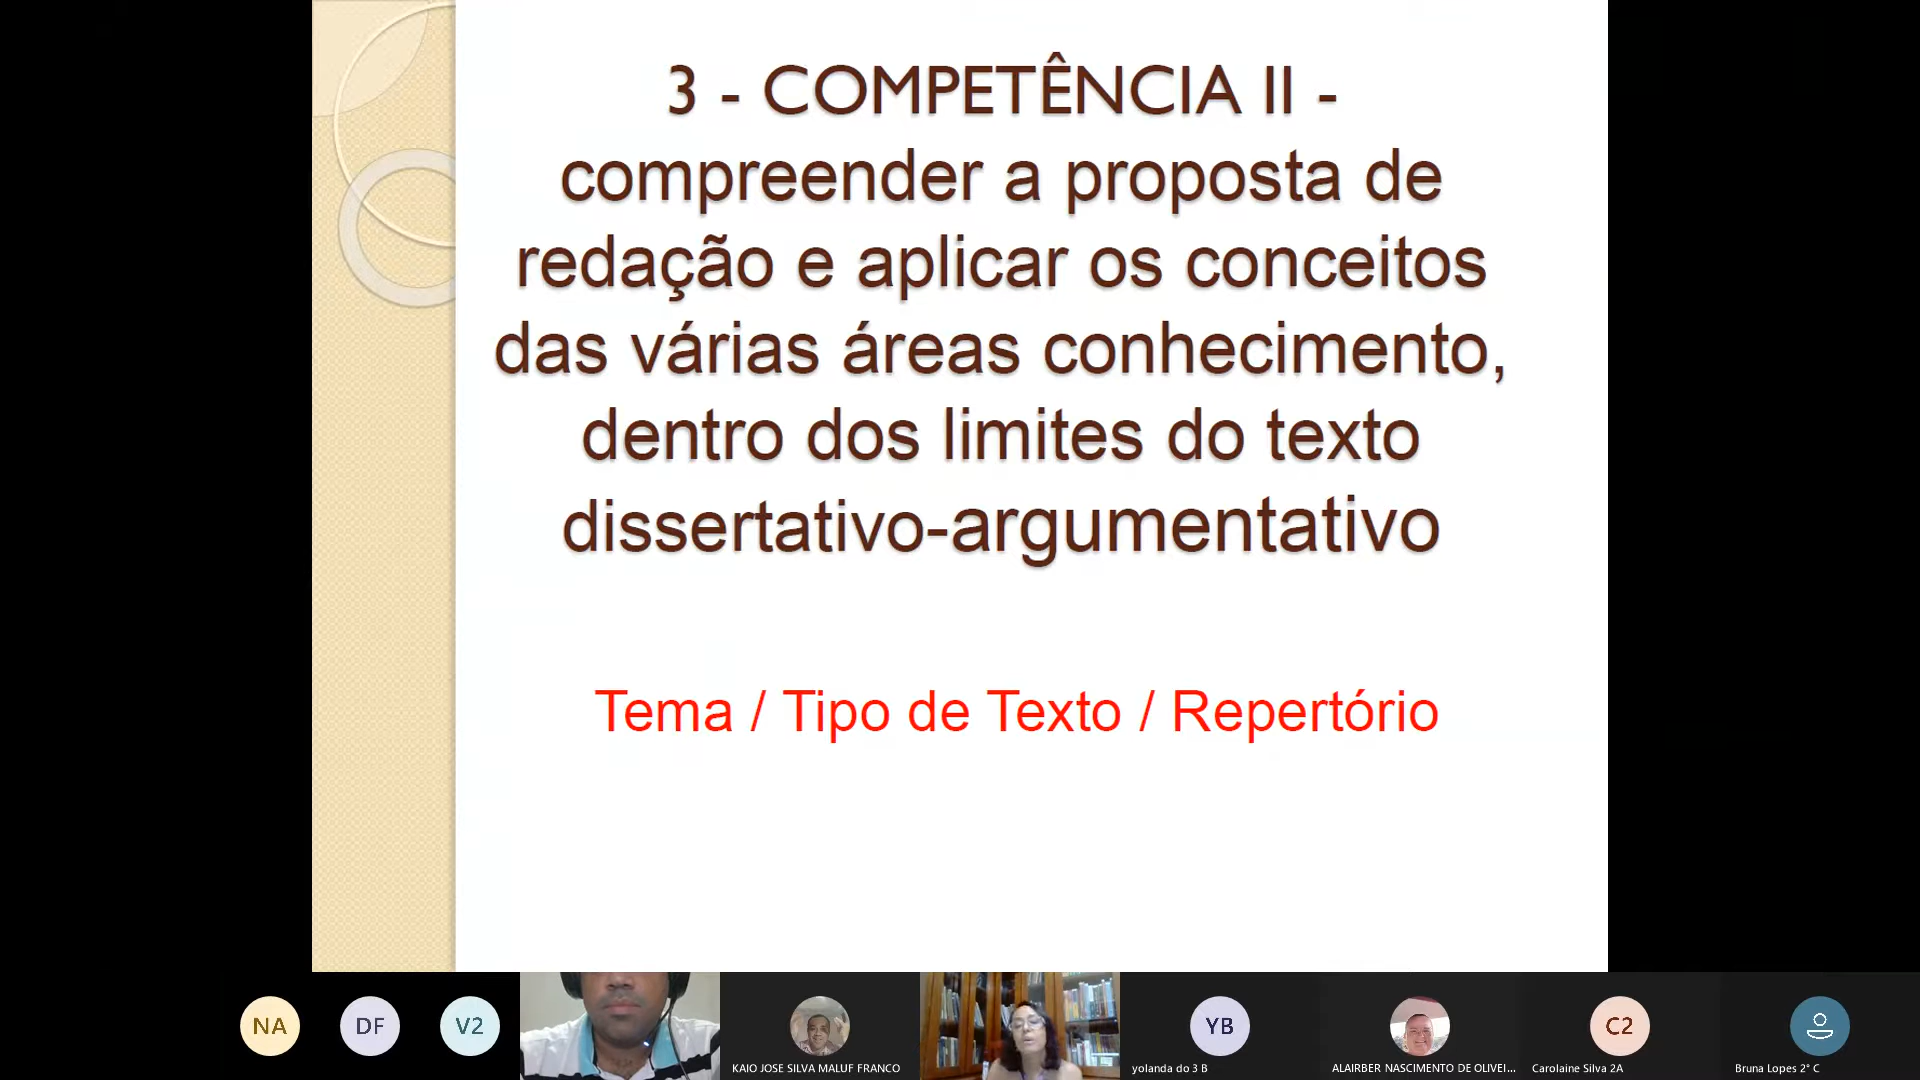 3 - COMPETÊNCIA II -
compreender a proposta de
redação e aplicar os conceitos
das várias áreas conhecimento,
dentro dos limites do texto
dissertativo-argumentativo
Tema / Tipo de Texto / Repertório
NA
DF
V2
KAIO JOSE SILVA MALUF FRANCO
YB
yolanda do 3 B
ALAIRBER NASCIMENTO DE OLIVEI...
C2
Carolaine Silva 2A
Bruna Lopes 2° C